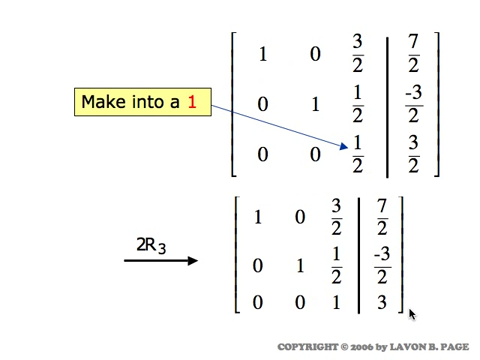 1 0 3/2 | 7/2
Make into a 1
0 1 1/2 | -3/2
0 0 1/2 | 3/2
1 0 3/2 | 7/2
2R3
0 1 1/2 | -3/2
0 0 1 | 3
COPYRIGHT © 2006 by LAVON B. PAGE